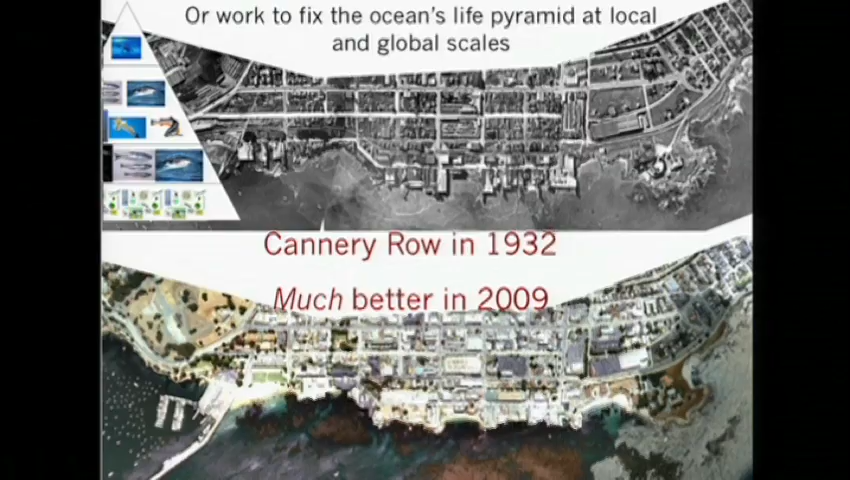 Or work to fix the ocean's life pyramid at local
and global scales
Cannery Row in 1932
Much better in 2009